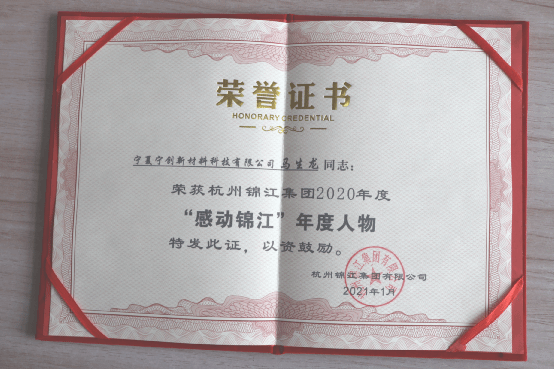 荣誉证书
HONORARY CREDENTIAL
宁夏宁创新材料科技有限公司 马生龙 同志：
荣获杭州锦江集团2020年度
“感动锦江”年度人物
特发此证，以资鼓励。
杭州锦江集团有限公司
2021年1月